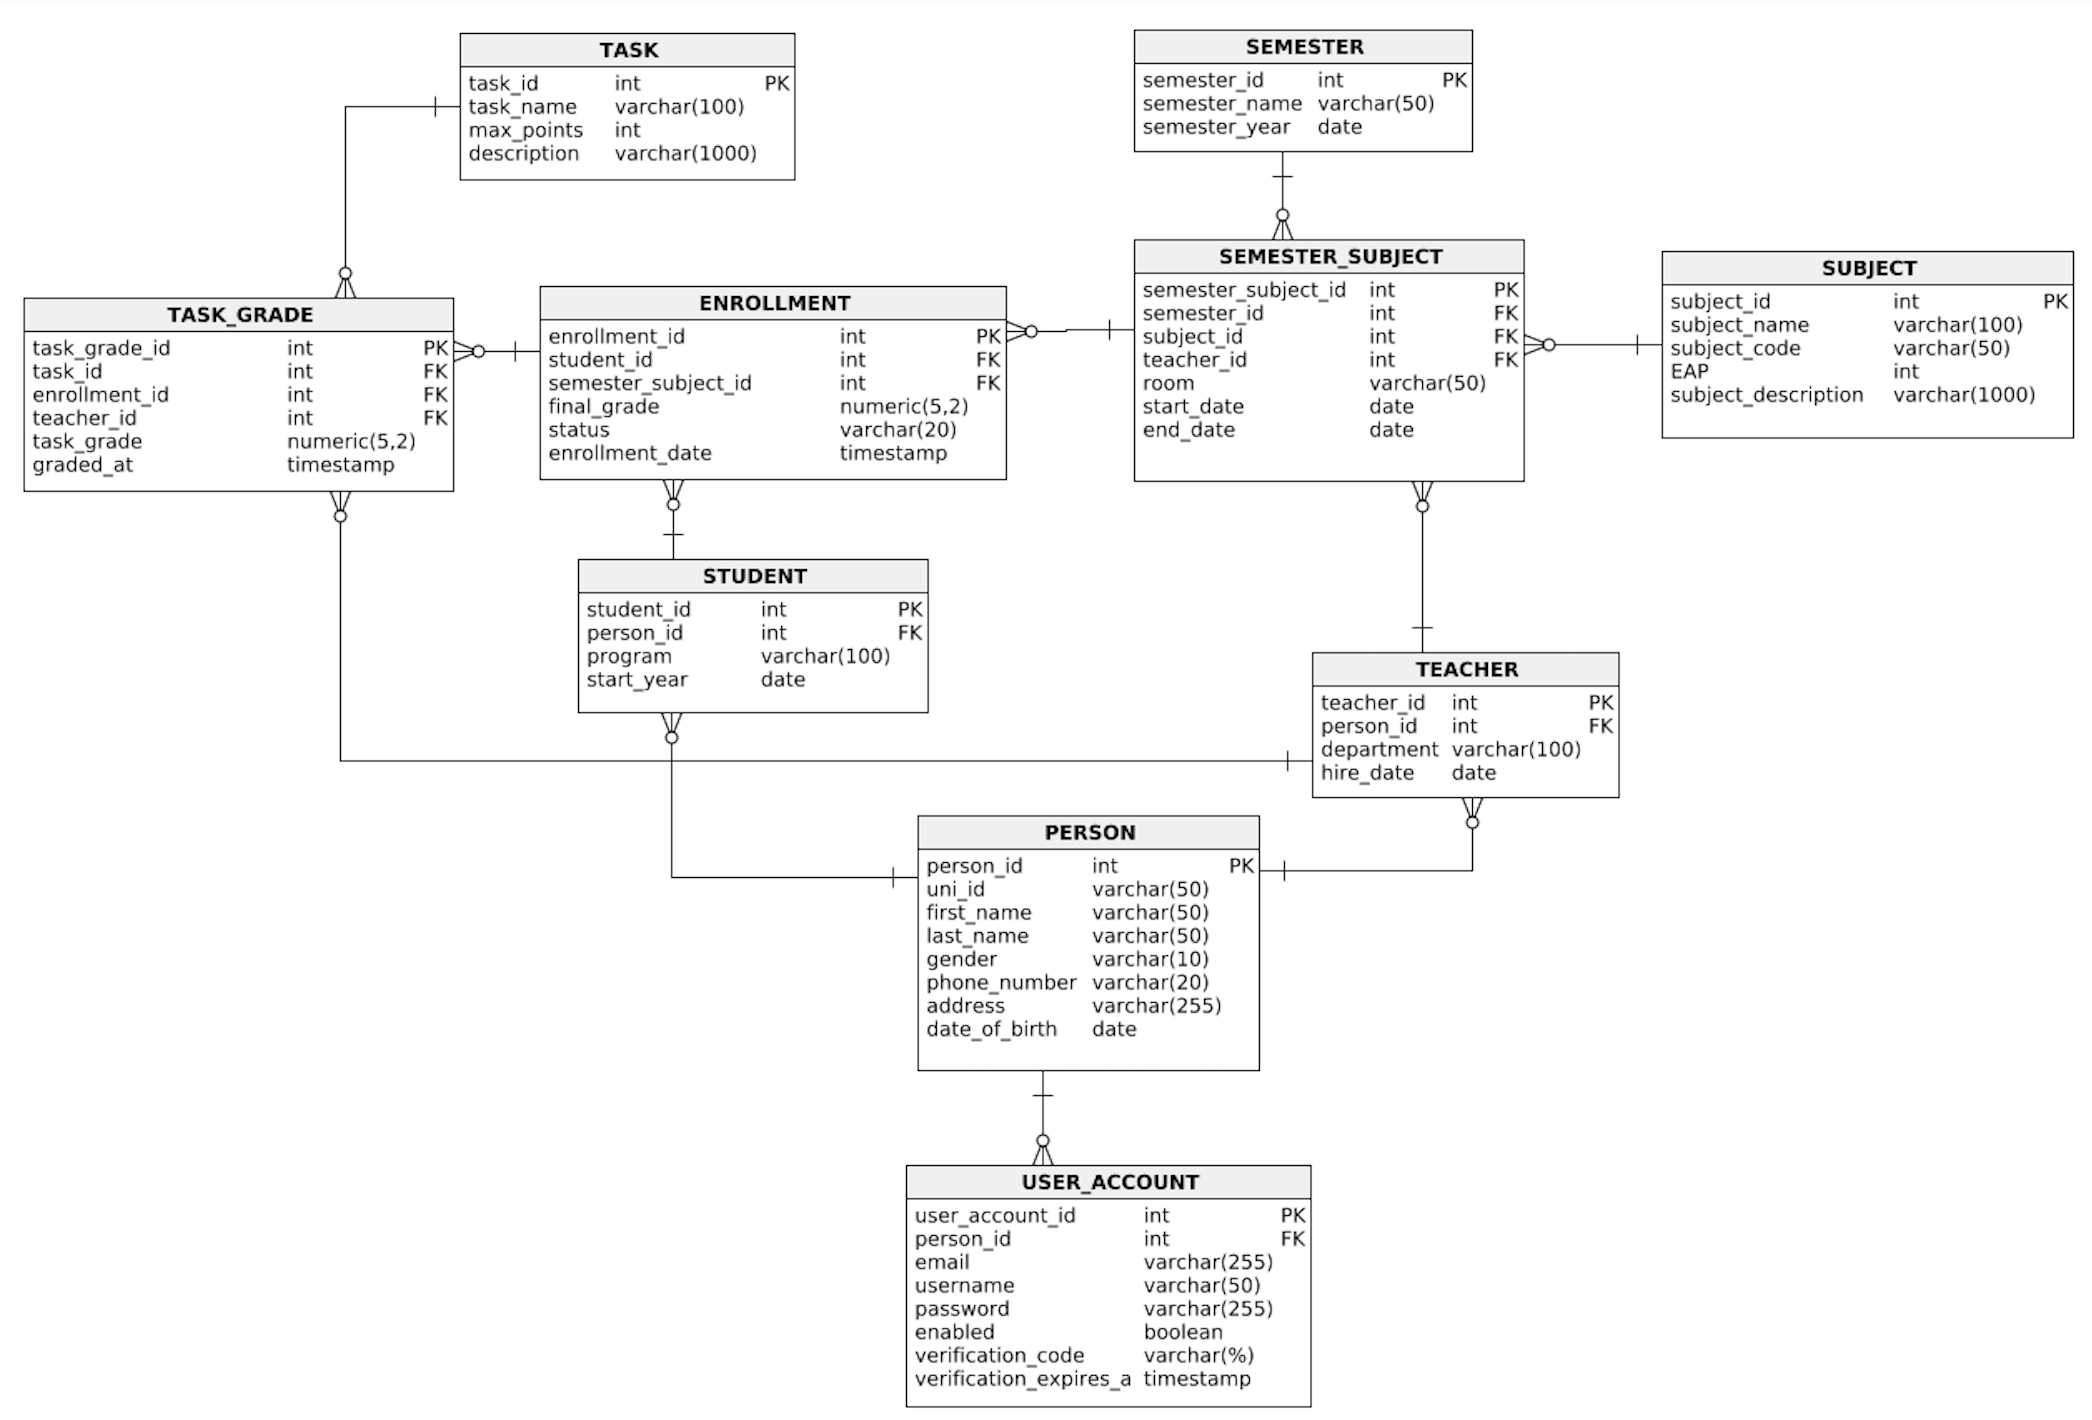 TASK
task_id int PK
task_name varchar(100)
max_points int
description varchar(1000)
SEMESTER
semester_id int PK
semester_name varchar(50)
semester_year date
TASK_GRADE
task_grade_id int PK
task_id int FK
enrollment_id int FK
teacher_id int FK
task_grade numeric(5,2)
graded_at timestamp
ENROLLMENT
enrollment_id int PK
student_id int FK
semester_subject_id int FK
final_grade numeric(5,2)
status varchar(20)
enrollment_date timestamp
SEMESTER_SUBJECT
semester_subject_id int PK
semester_id int FK
subject_id int FK
teacher_id int FK
room varchar(50)
start_date date
end_date date
SUBJECT
subject_id int PK
subject_name varchar(100)
subject_code varchar(50)
EAP int
subject_description varchar(1000)
STUDENT
student_id int PK
person_id int FK
program varchar(100)
start_year date
TEACHER
teacher_id int PK
person_id int FK
department varchar(100)
hire_date date
PERSON
person_id int PK
uni_id varchar(50)
first_name varchar(50)
last_name varchar(50)
gender varchar(10)
phone_number varchar(20)
address varchar(255)
date_of_birth date
USER_ACCOUNT
user_account_id int PK
person_id int FK
email varchar(255)
username varchar(50)
password varchar(255)
enabled boolean
verification_code varchar(%)
verification_expires_a timestamp